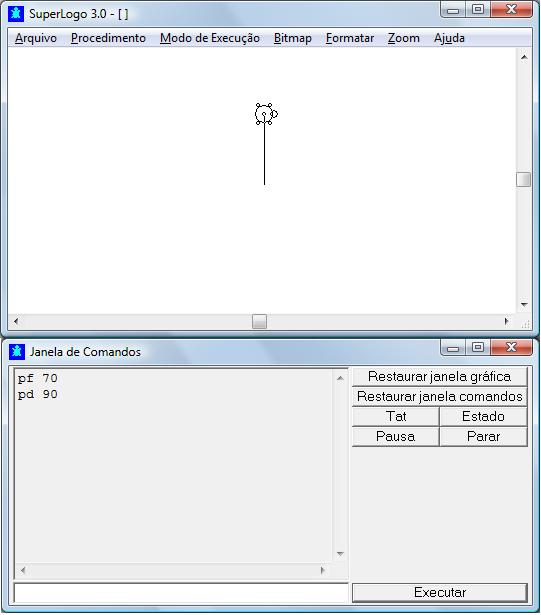 SuperLogo 3.0 - [ ]
Arquivo Procedimento Modo de Execução Bitmap Formatar Zoom Ajuda
Janela de Comandos
pf 70
pd 90
Restaurar janela gráfica
Restaurar janela comandos
Tat Estado
Pausa Parar
Executar